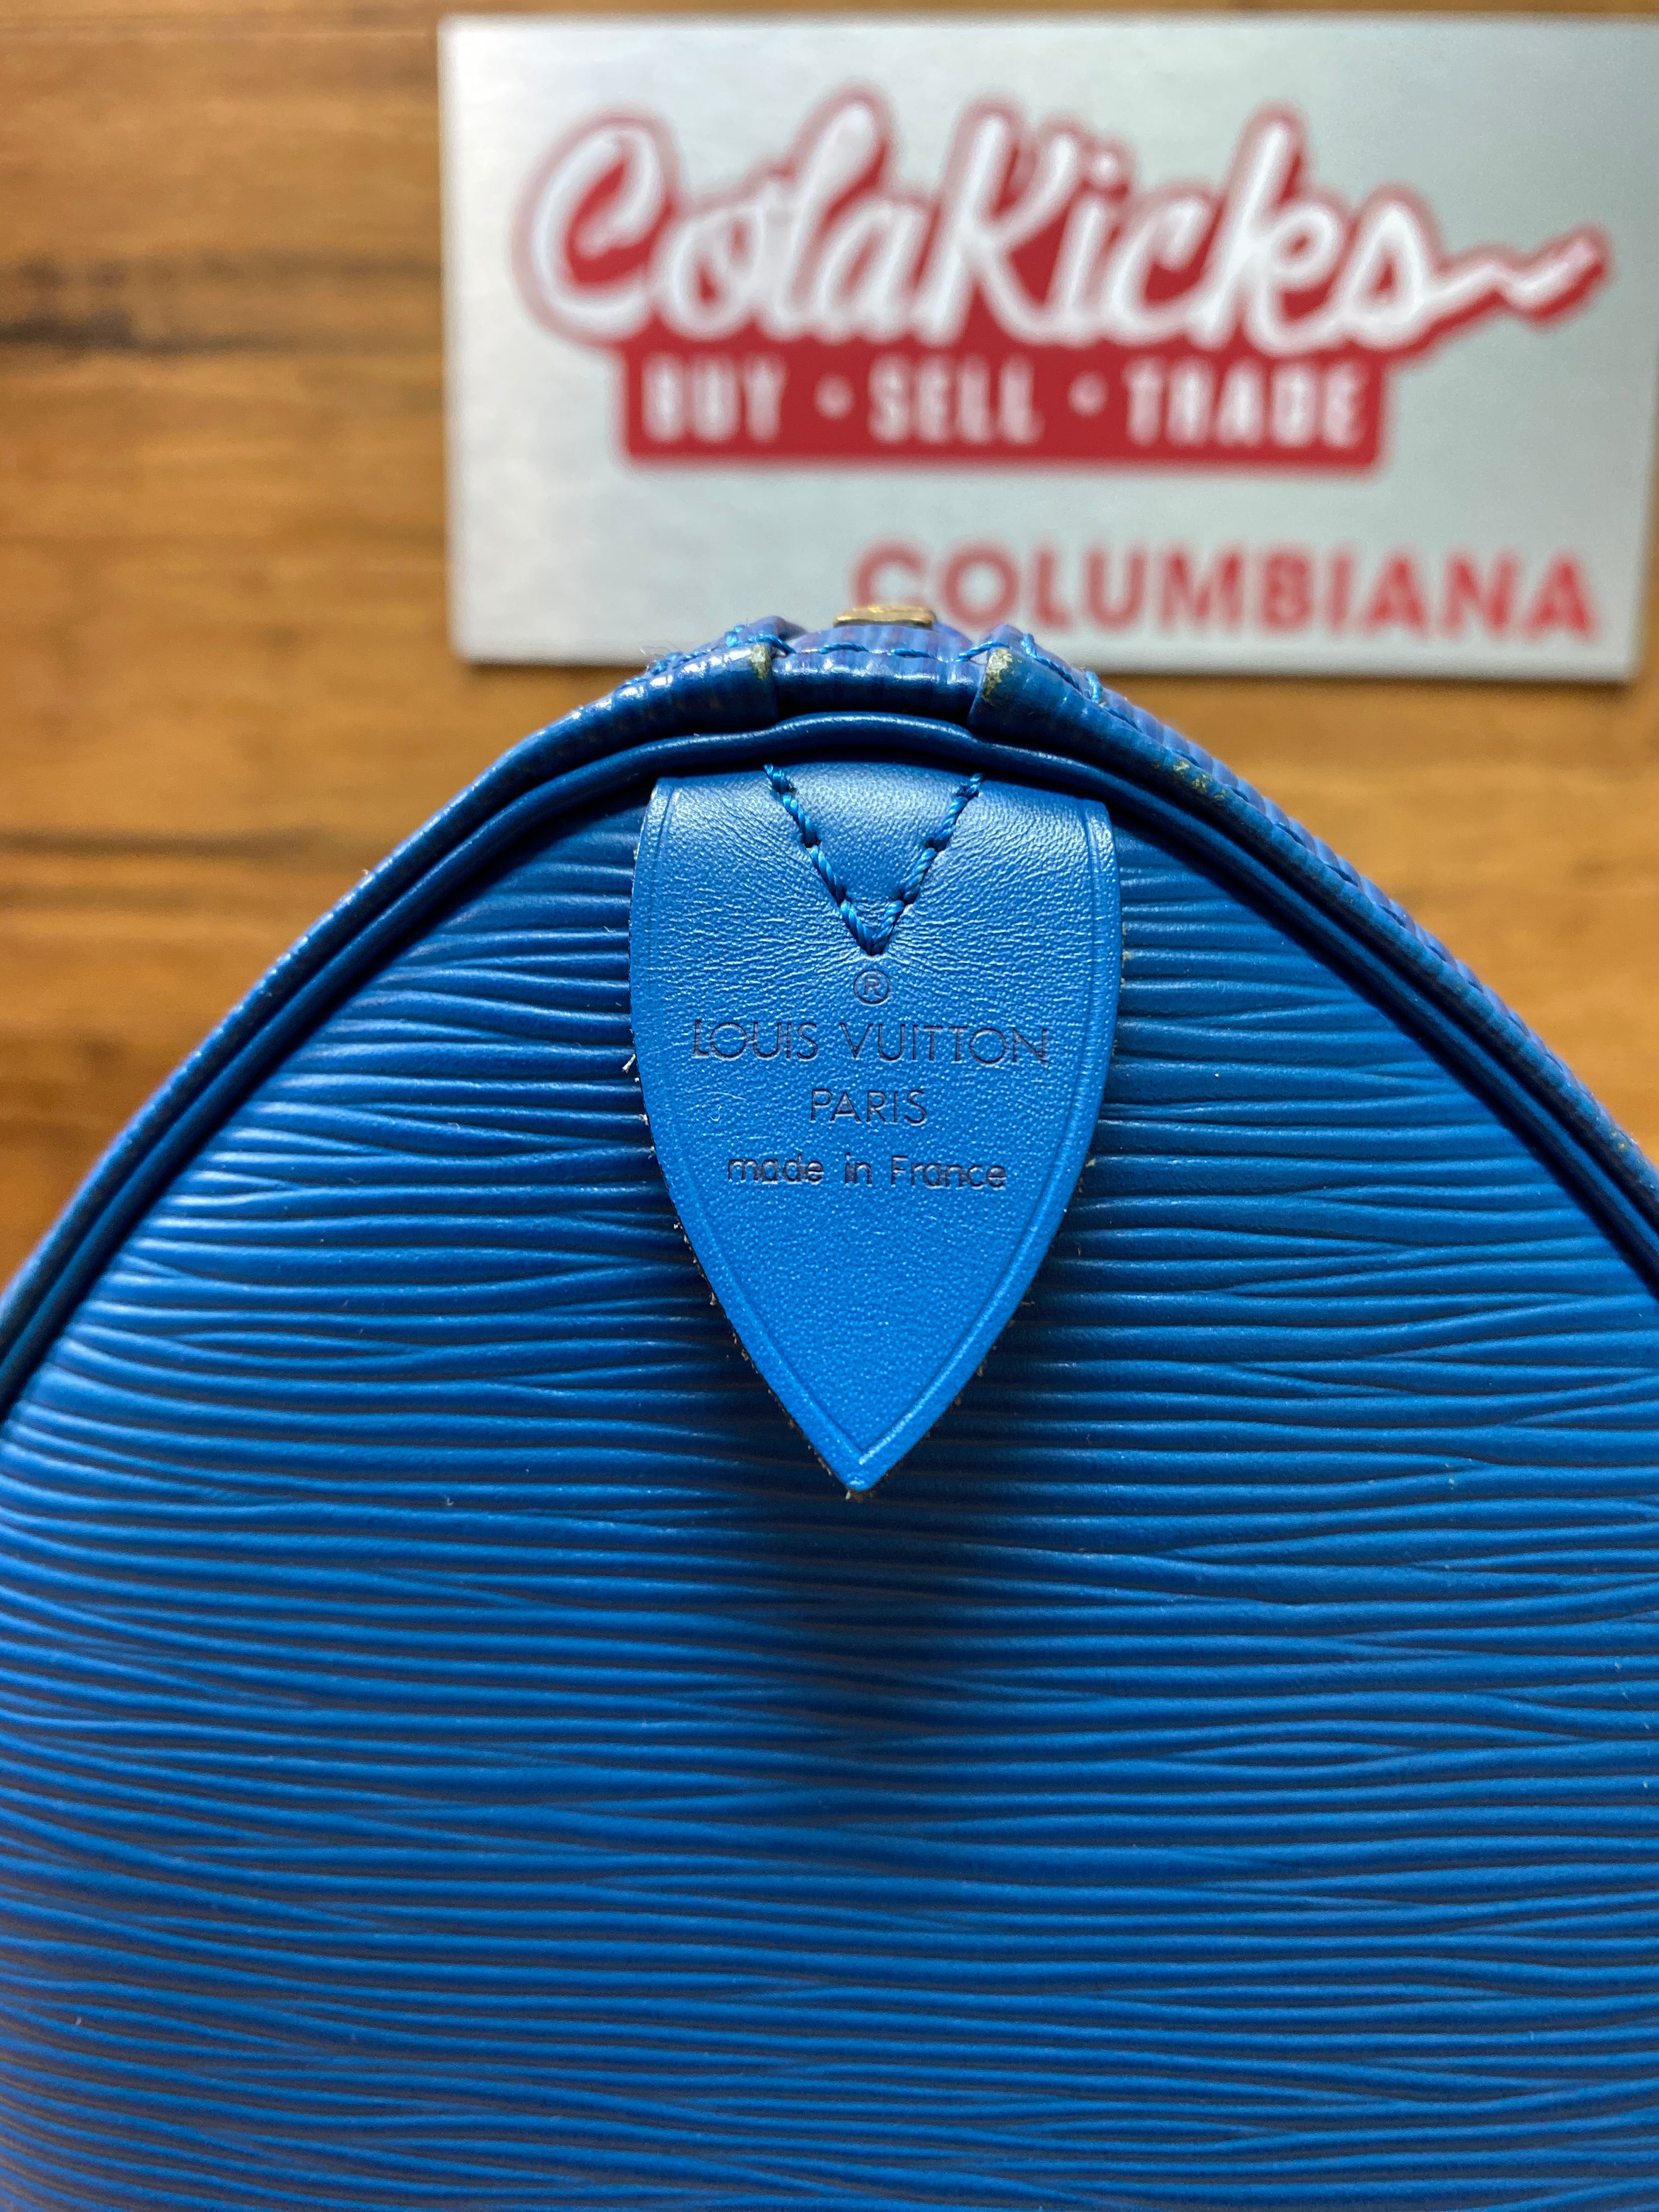 ColaKicks
BUY • SELL • TRADE
COLUMBIANA
®
LOUIS VUITTON
PARIS
made in France